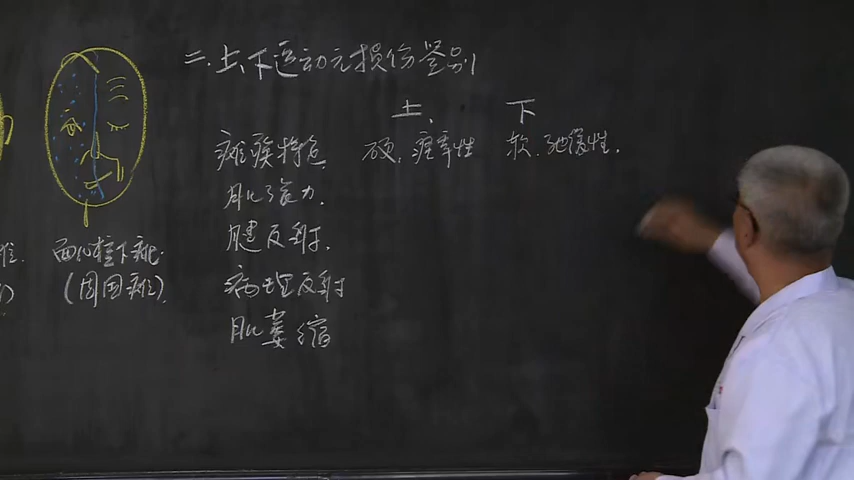 二.上下运动元损伤鉴别
上. 下
瘫痪特点 硬.痉挛性 软.弛缓性.
肌张力.
腱反射.
病理反射
肌萎缩
面N核下瘫.
(周围瘫)